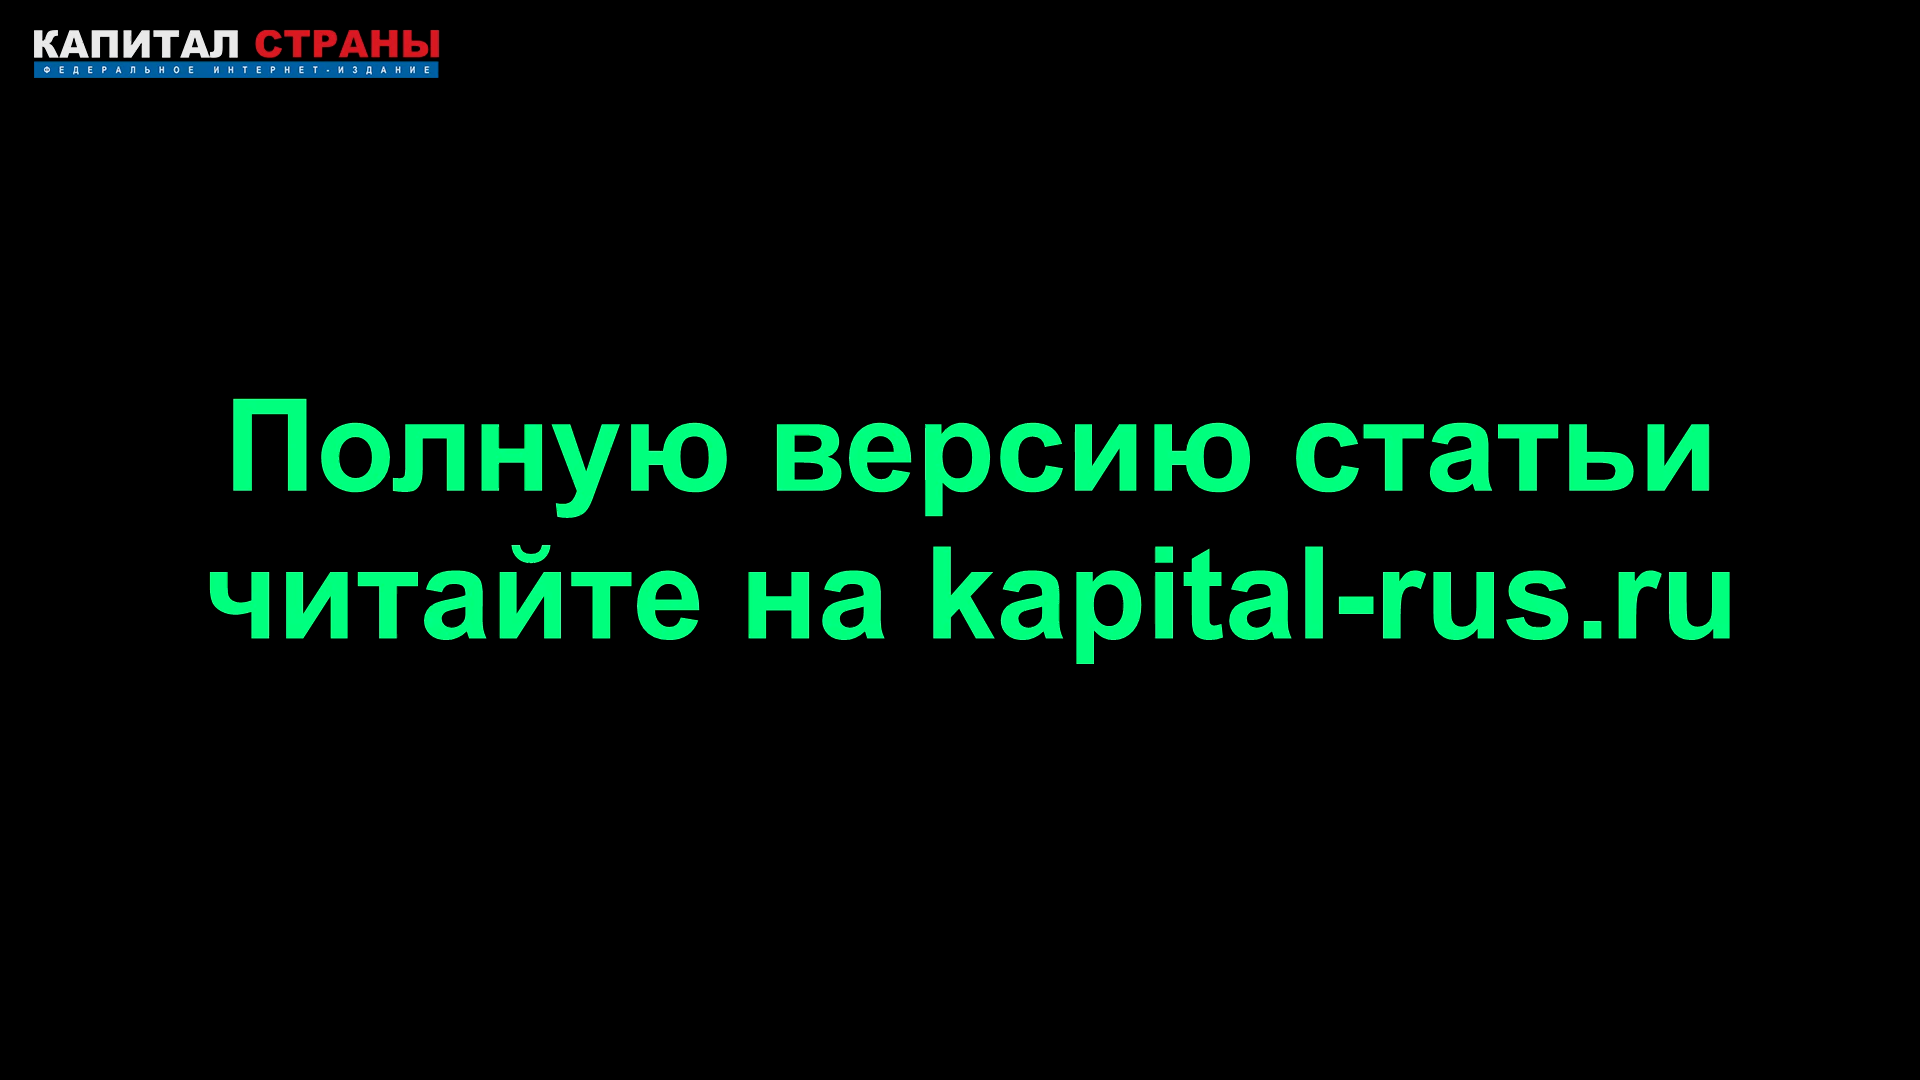 КАПИТАЛ СТРАНЫ
ФЕДЕРАЛЬНОЕ ИНТЕРНЕТ-ИЗДАНИЕ
Полную версию статьи
читайте на kapital-rus.ru